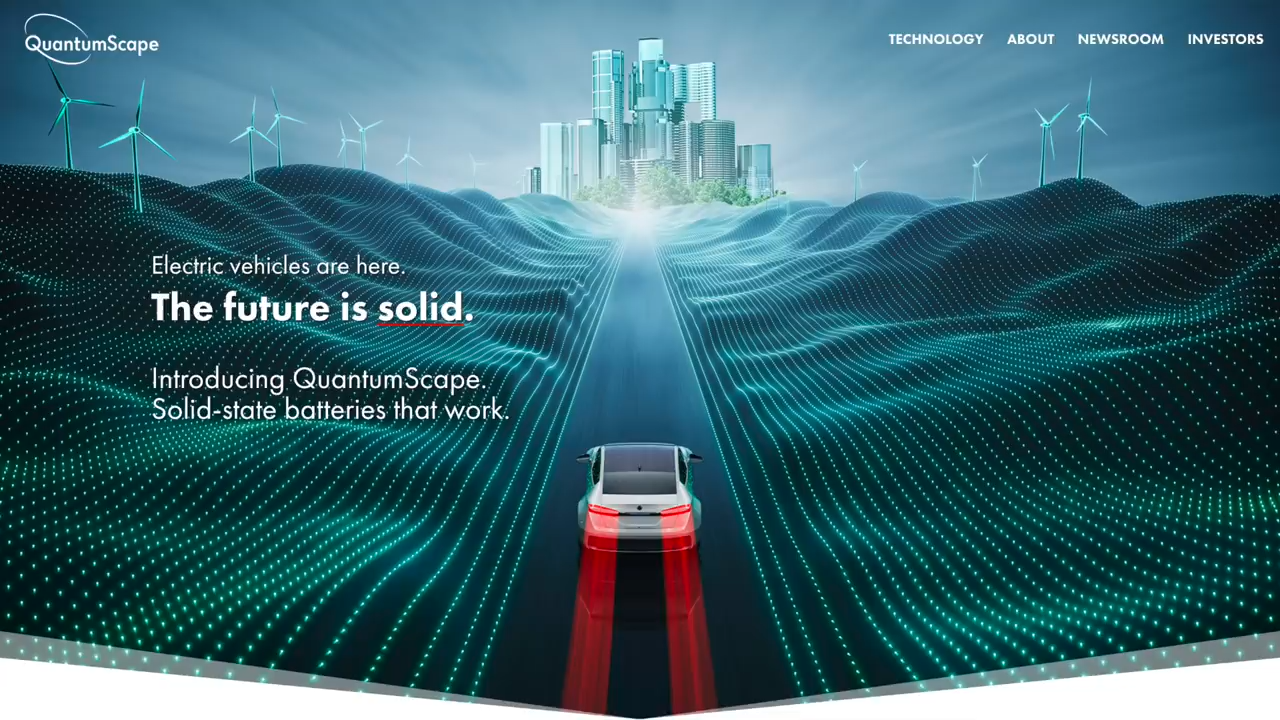 QuantumScape
TECHNOLOGY ABOUT NEWSROOM INVESTORS
Electric vehicles are here.
The future is solid.
Introducing QuantumScape.
Solid-state batteries that work.